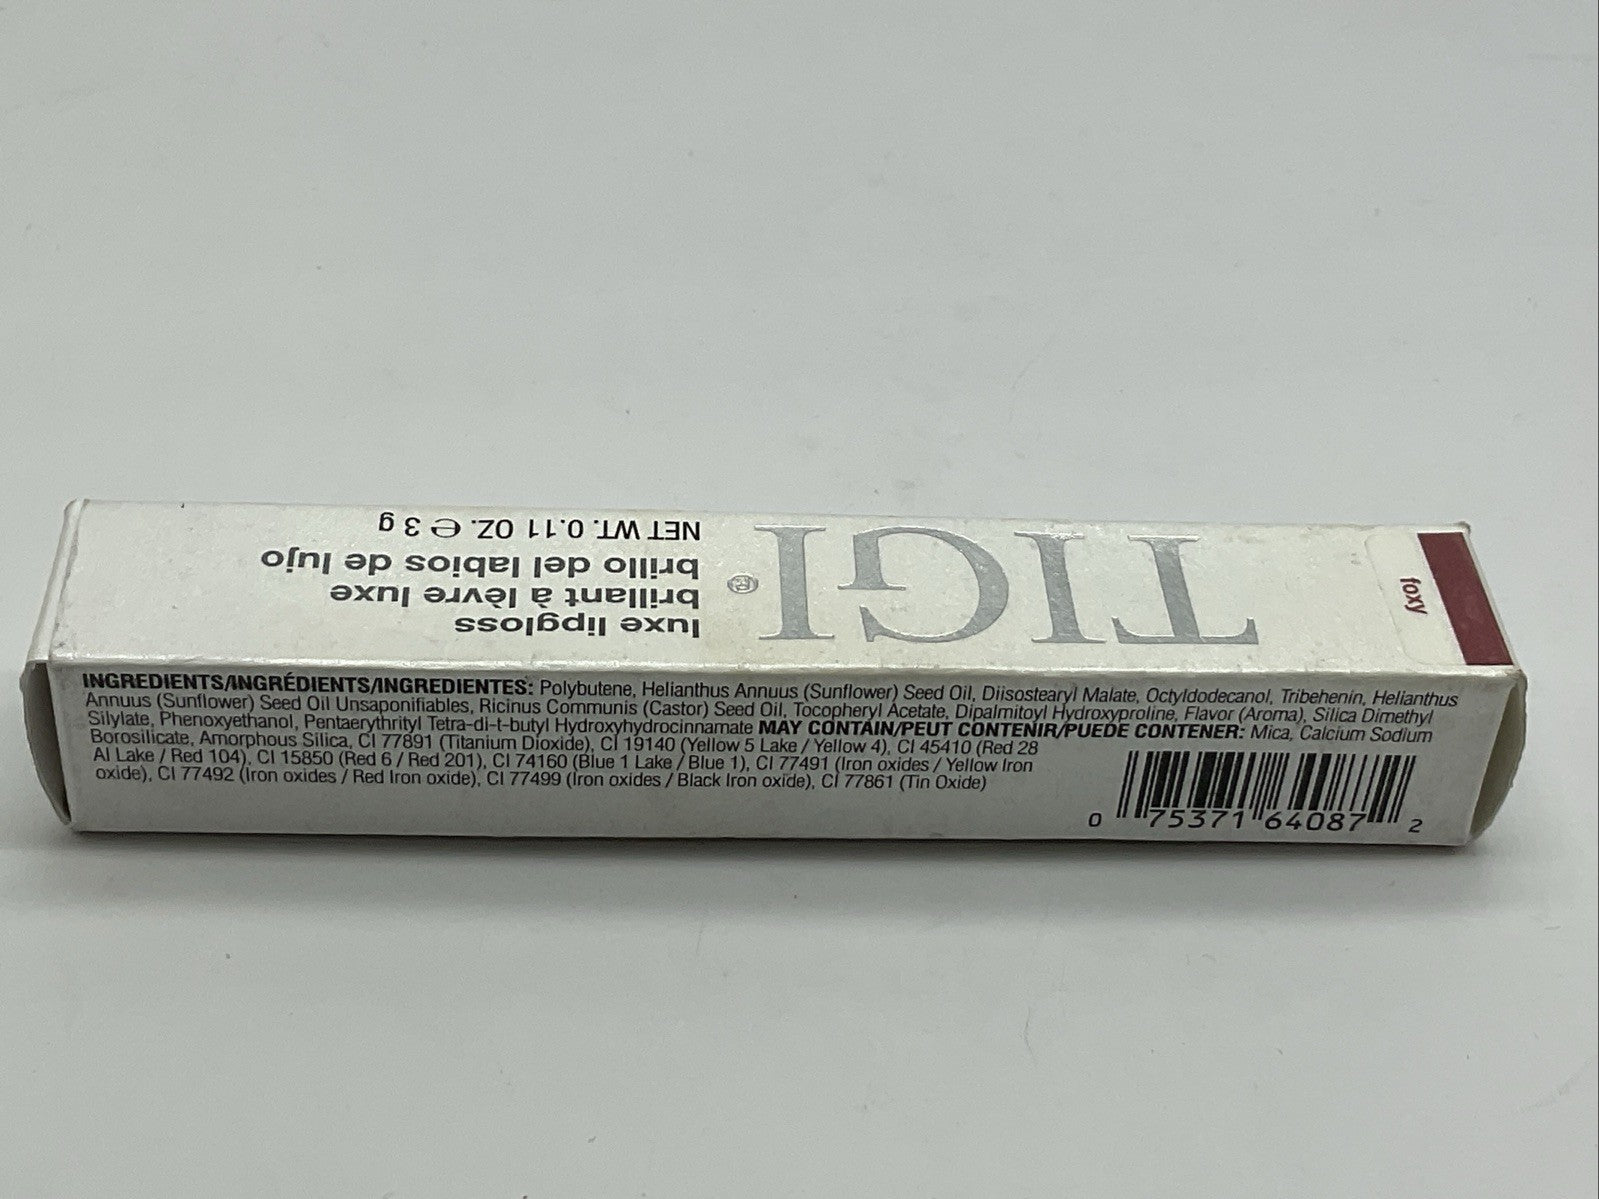 foxy
TIGI®
luxe lipgloss
brillant à lèvre luxe
brillo del labios de lujo
NET WT. 0.11 OZ. ℮ 3 g
INGREDIENTS/INGRÉDIENTS/INGREDIENTES: Polybutene, Helianthus Annuus (Sunflower) Seed Oil, Diisostearyl Malate, Octyldodecanol, Tribehenin, Helianthus
Annuus (Sunflower) Seed Oil Unsaponifiables, Ricinus Communis (Castor) Seed Oil, Tocopheryl Acetate, Dipalmitoyl Hydroxyproline, Flavor (Aroma), Silica Dimethyl
Silylate, Phenoxyethanol, Pentaerythrityl Tetra-di-t-butyl Hydroxyhydrocinnamate MAY CONTAIN/PEUT CONTENIR/PUEDE CONTENER: Mica, Calcium Sodium
Borosilicate, Amorphous Silica, CI 77891 (Titanium Dioxide), CI 19140 (Yellow 5 Lake / Yellow 4), CI 45410 (Red 28
Al Lake / Red 104), CI 15850 (Red 6 / Red 201), CI 74160 (Blue 1 Lake / Blue 1), CI 77491 (Iron oxides / Yellow Iron
oxide), CI 77492 (Iron oxides / Red Iron oxide), CI 77499 (Iron oxides / Black Iron oxide), CI 77861 (Tin Oxide)
0 75371 64087 2